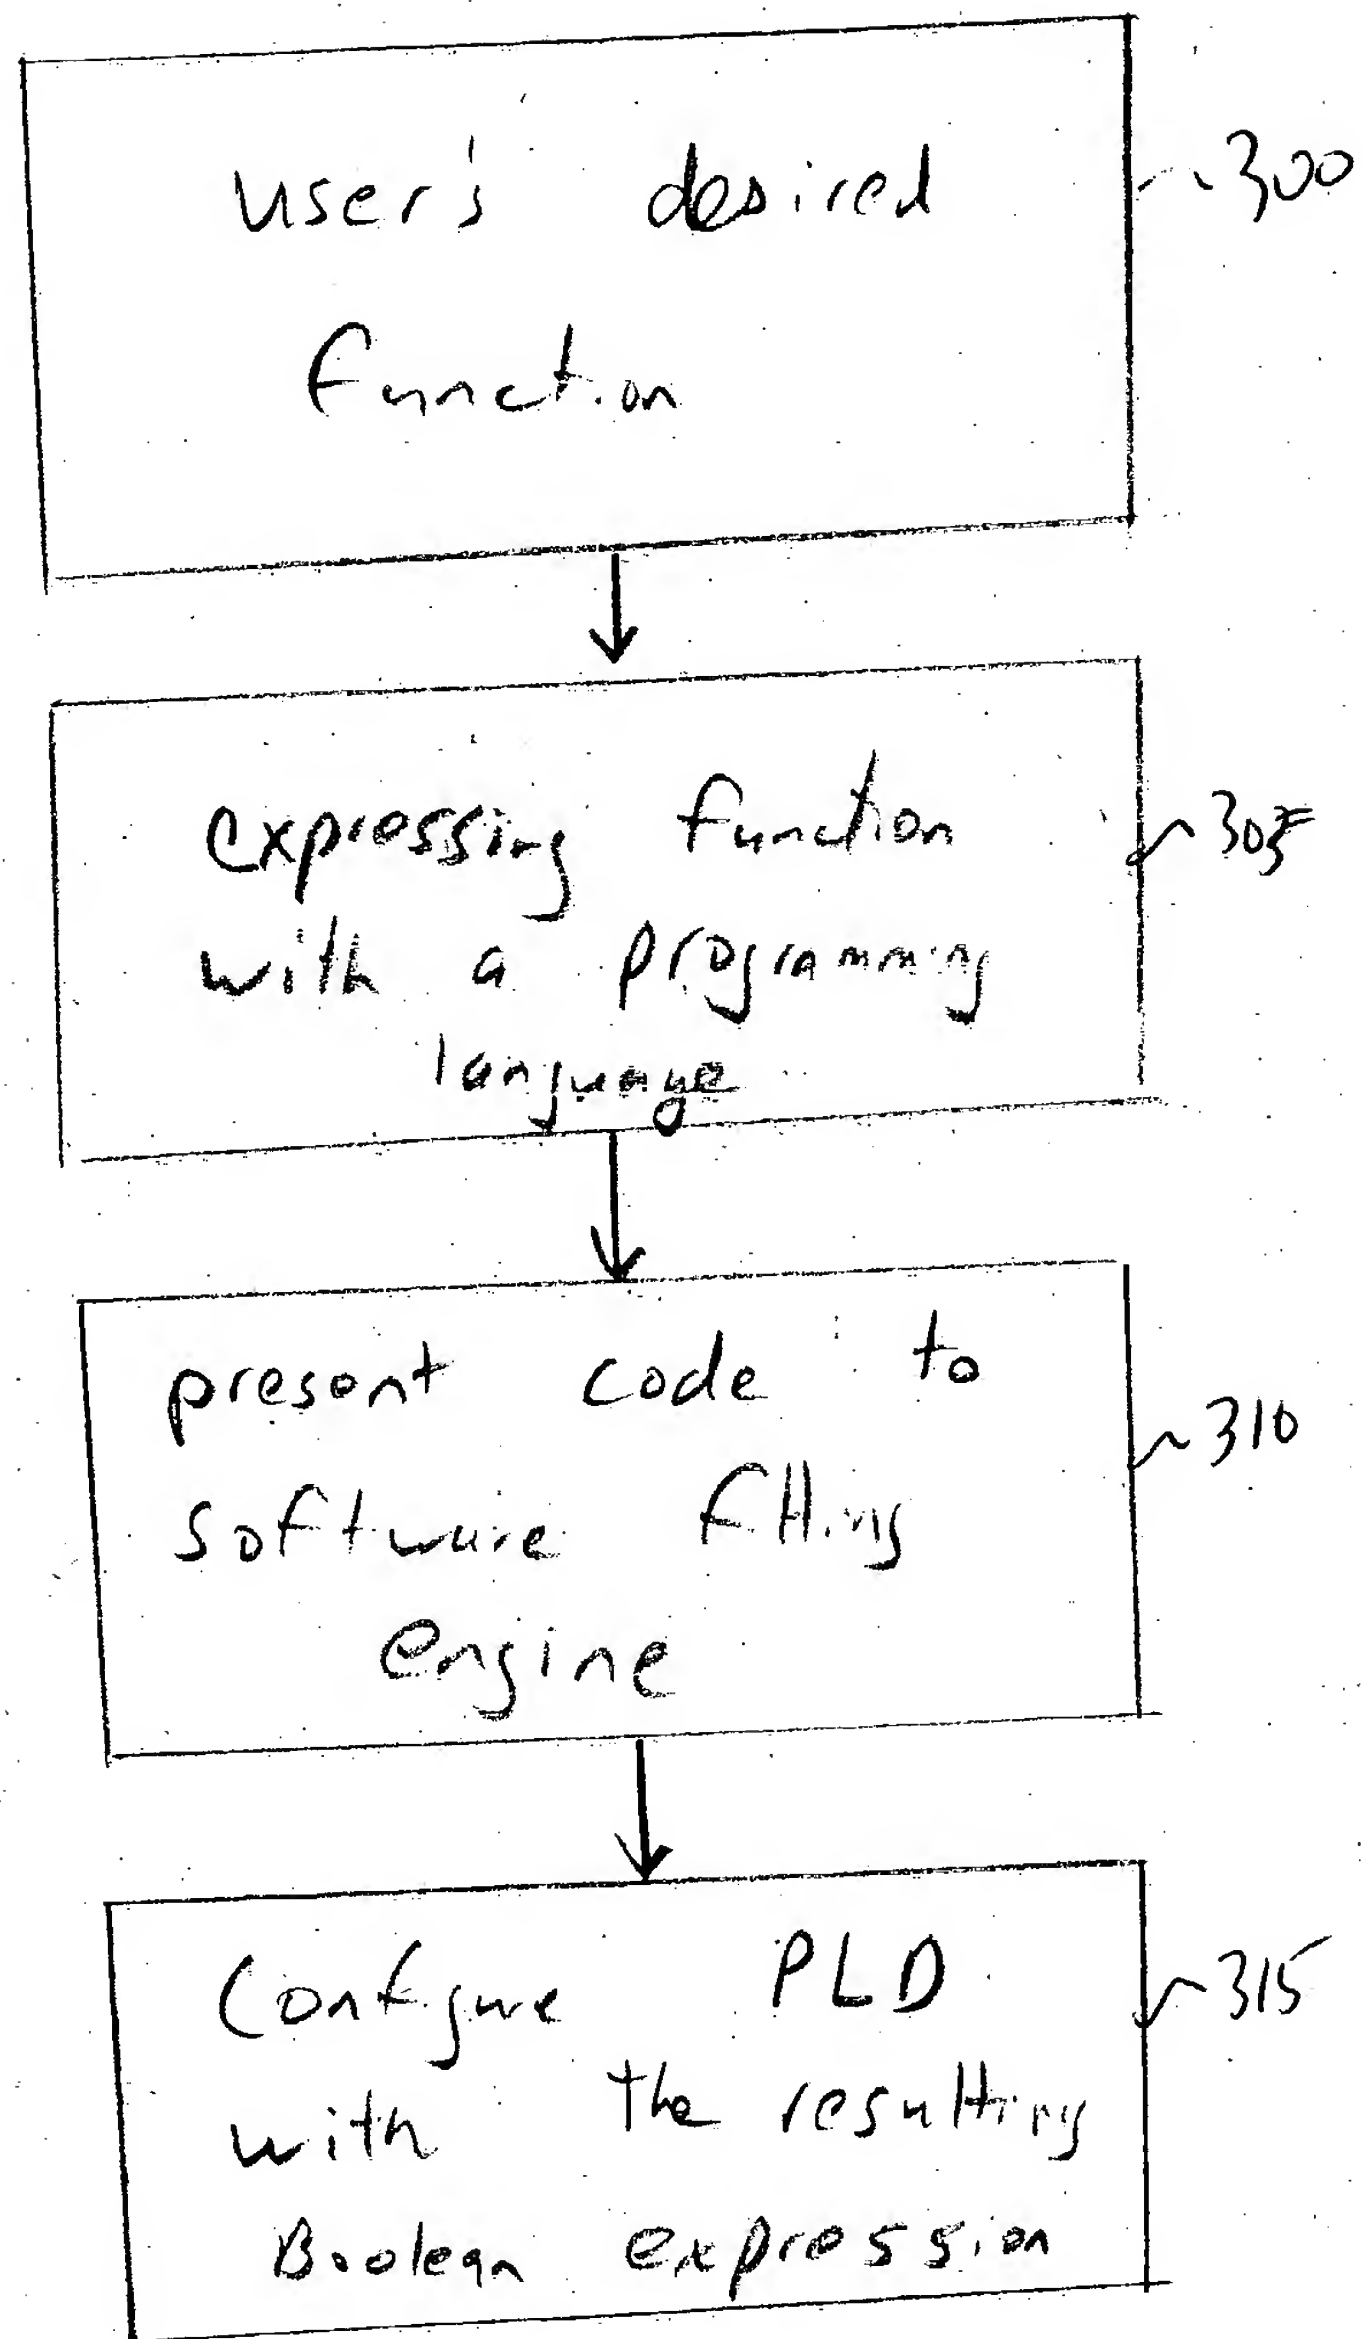 user's desired
function
~300
expressing function
with a programming
language
~305
present code to
software fitting
engine
~310
Configure PLD
with the resulting
Boolean expression
~315